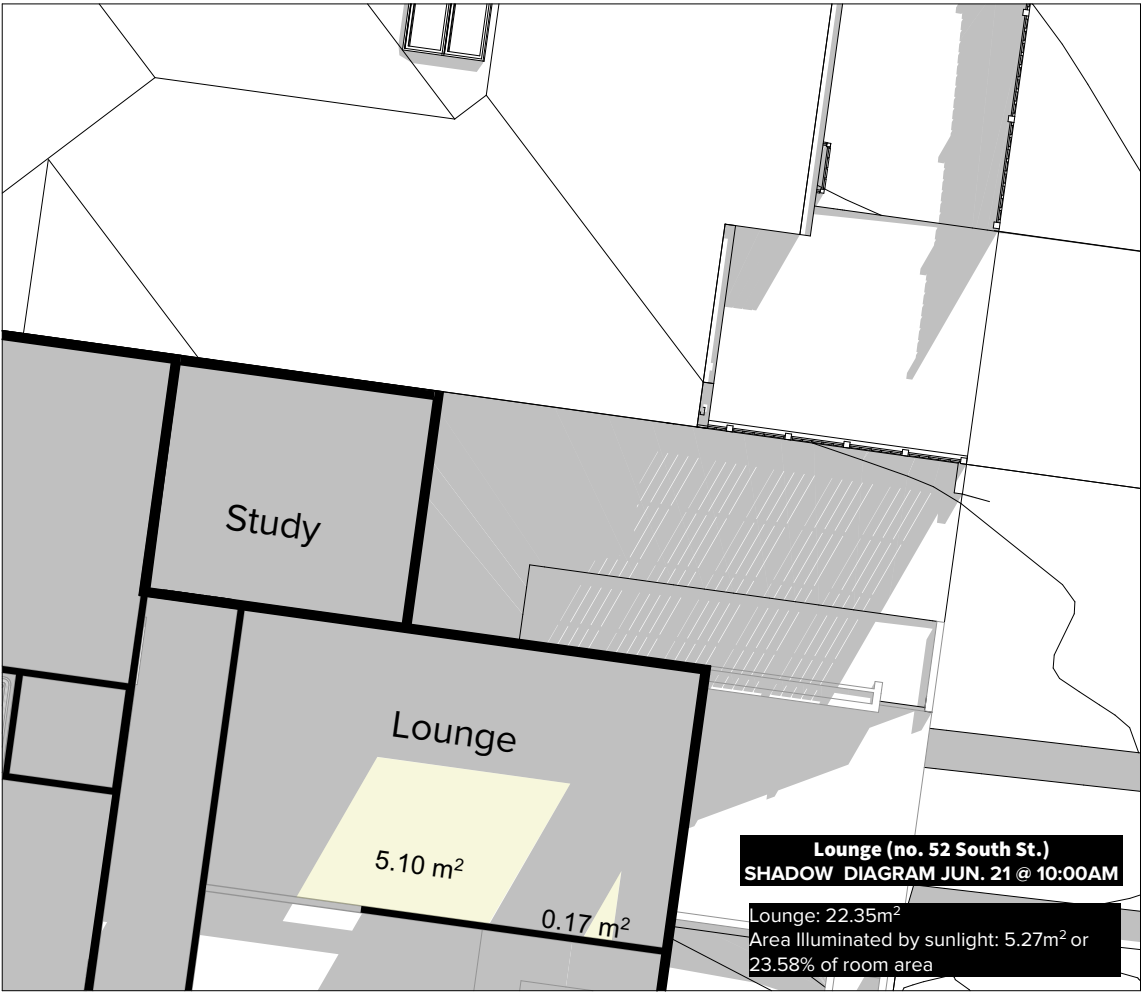 Study
Lounge
5.10 m²
0.17 m²
Lounge (no. 52 South St.)
SHADOW DIAGRAM JUN. 21 @ 10:00AM
Lounge: 22.35m²
Area Illuminated by sunlight: 5.27m² or
23.58% of room area